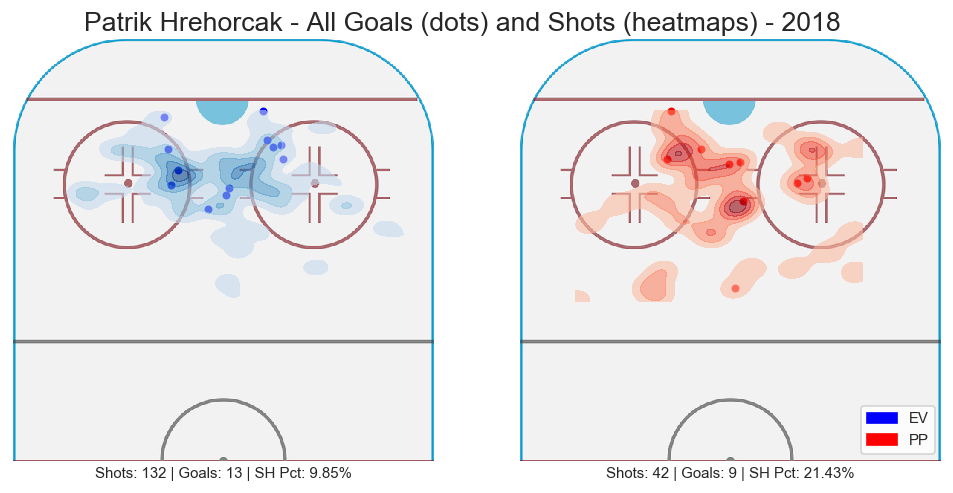 Patrik Hrehorcak - All Goals (dots) and Shots (heatmaps) - 2018
EV
PP
Shots: 132 | Goals: 13 | SH Pct: 9.85%
Shots: 42 | Goals: 9 | SH Pct: 21.43%